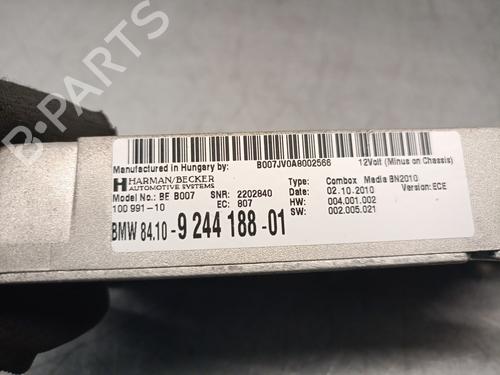 B-PARTS
B007JV0A8002566
Manufactured in Hungary by:
12Volt (Minus on Chassis)
HARMAN/BECKER
AUTOMOTIVE SYSTEMS
Type: Combox Media BN2010
Model No.: BE B007 SNR: 2202840 Date: 02.10.2010 Version: ECE
100 991-10 EC: 807 HW: 004.001.002
SW: 002.005.021
BMW 84.10-9 244 188-01